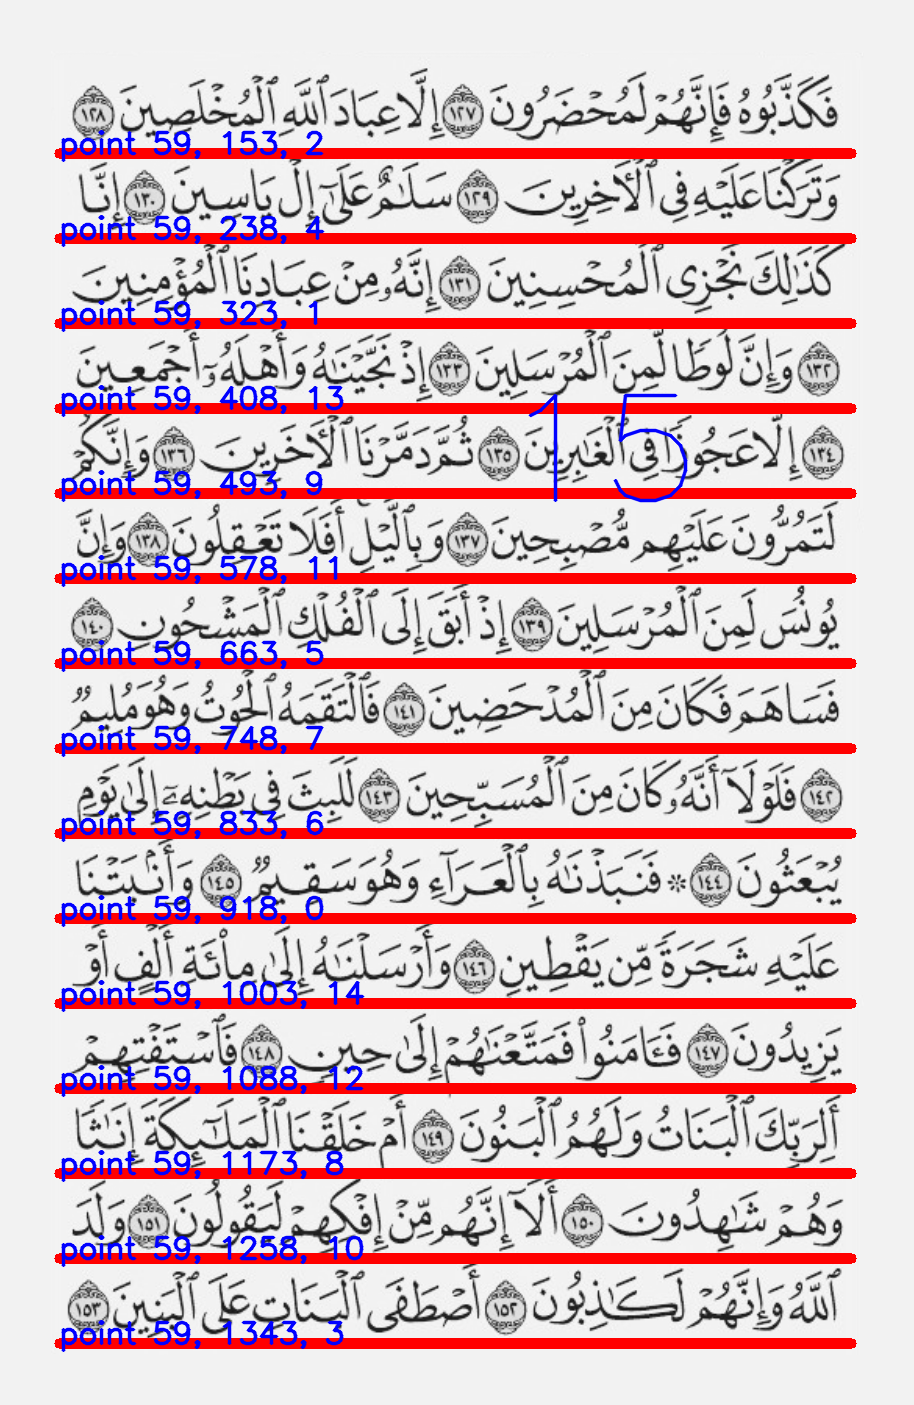 فَكَذَّبُوهُ فَإِنَّهُمْ لَمُحْضَرُونَ ١٢٧ إِلَّا عِبَادَ ٱللَّهِ ٱلْمُخْلَصِينَ ١٢٨
point 59, 153, 2
وَتَرَكْنَا عَلَيْهِ فِى ٱلْأَخِرِينَ ١٢٩ سَلَٰمٌ عَلَىٰٓ إِلْ يَاسِينَ ١٣٠ إِنَّا
point 59, 238, 4
كَذَٰلِكَ نَجْزِى ٱلْمُحْسِنِينَ ١٣١ إِنَّهُۥ مِنْ عِبَادِنَا ٱلْمُؤْمِنِينَ
point 59, 323, 1
١٣٢ وَإِنَّ لُوطًا لَّمِنَ ٱلْمُرْسَلِينَ ١٣٣ إِذْ نَجَّيْنَٰهُ وَأَهْلَهُۥٓ أَجْمَعِينَ
point 59, 408, 13
١٣٤ إِلَّا عَجُوزًا فِى ٱلْغَٰبِرِينَ ١٣٥ ثُمَّ دَمَّرْنَا ٱلْأَخَرِينَ ١٣٦ وَإِنَّكُمْ
15
point 59, 493, 9
لَتَمُرُّونَ عَلَيْهِم مُّصْبِحِينَ ١٣٧ وَبِٱلَّيْلِ أَفَلَا تَعْقِلُونَ ١٣٨ وَإِنَّ
point 59, 578, 11
يُونُسَ لَمِنَ ٱلْمُرْسَلِينَ ١٣٩ إِذْ أَبَقَ إِلَى ٱلْفُلْكِ ٱلْمَشْحُونِ ١٤٠
point 59, 663, 5
فَسَاهَمَ فَكَانَ مِنَ ٱلْمُدْحَضِينَ ١٤١ فَٱلْتَقَمَهُ ٱلْحُوتُ وَهُوَ مُلِيمٌ
point 59, 748, 7
١٤٢ فَلَوْلَآ أَنَّهُۥ كَانَ مِنَ ٱلْمُسَبِّحِينَ ١٤٣ لَلَبِثَ فِى بَطْنِهِۦٓ إِلَىٰ يَوْمِ
point 59, 833, 6
يُبْعَثُونَ ١٤٤ * فَنَبَذْنَٰهُ بِٱلْعَرَآءِ وَهُوَ سَقِيمٌ ١٤٥ وَأَنۢبَتْنَا
point 59, 918, 0
عَلَيْهِ شَجَرَةً مِّن يَقْطِينٍ ١٤٦ وَأَرْسَلْنَٰهُ إِلَىٰ مِا۟ئَةِ أَلْفٍ أَوْ
point 59, 1003, 14
يَزِيدُونَ ١٤٧ فَـَٔامَنُوا۟ فَمَتَّعْنَٰهُمْ إِلَىٰ حِينٍ ١٤٨ فَٱسْتَفْتِهِمْ
point 59, 1088, 12
أَلِرَبِّكَ ٱلْبَنَاتُ وَلَهُمُ ٱلْبَنُونَ ١٤٩ أَمْ خَلَقْنَا ٱلْمَلَٰٓئِكَةَ إِنَٰثًا
point 59, 1173, 8
وَهُمْ شَٰهِدُونَ ١٥٠ أَلَآ إِنَّهُم مِّنْ إِفْكِهِمْ لَيَقُولُونَ ١٥١ وَلَدَ
point 59, 1258, 10
ٱللَّهُ وَإِنَّهُمْ لَكَٰذِبُونَ ١٥٢ أَصْطَفَى ٱلْبَنَاتِ عَلَى ٱلْبَنِينَ ١٥٣
point 59, 1343, 3